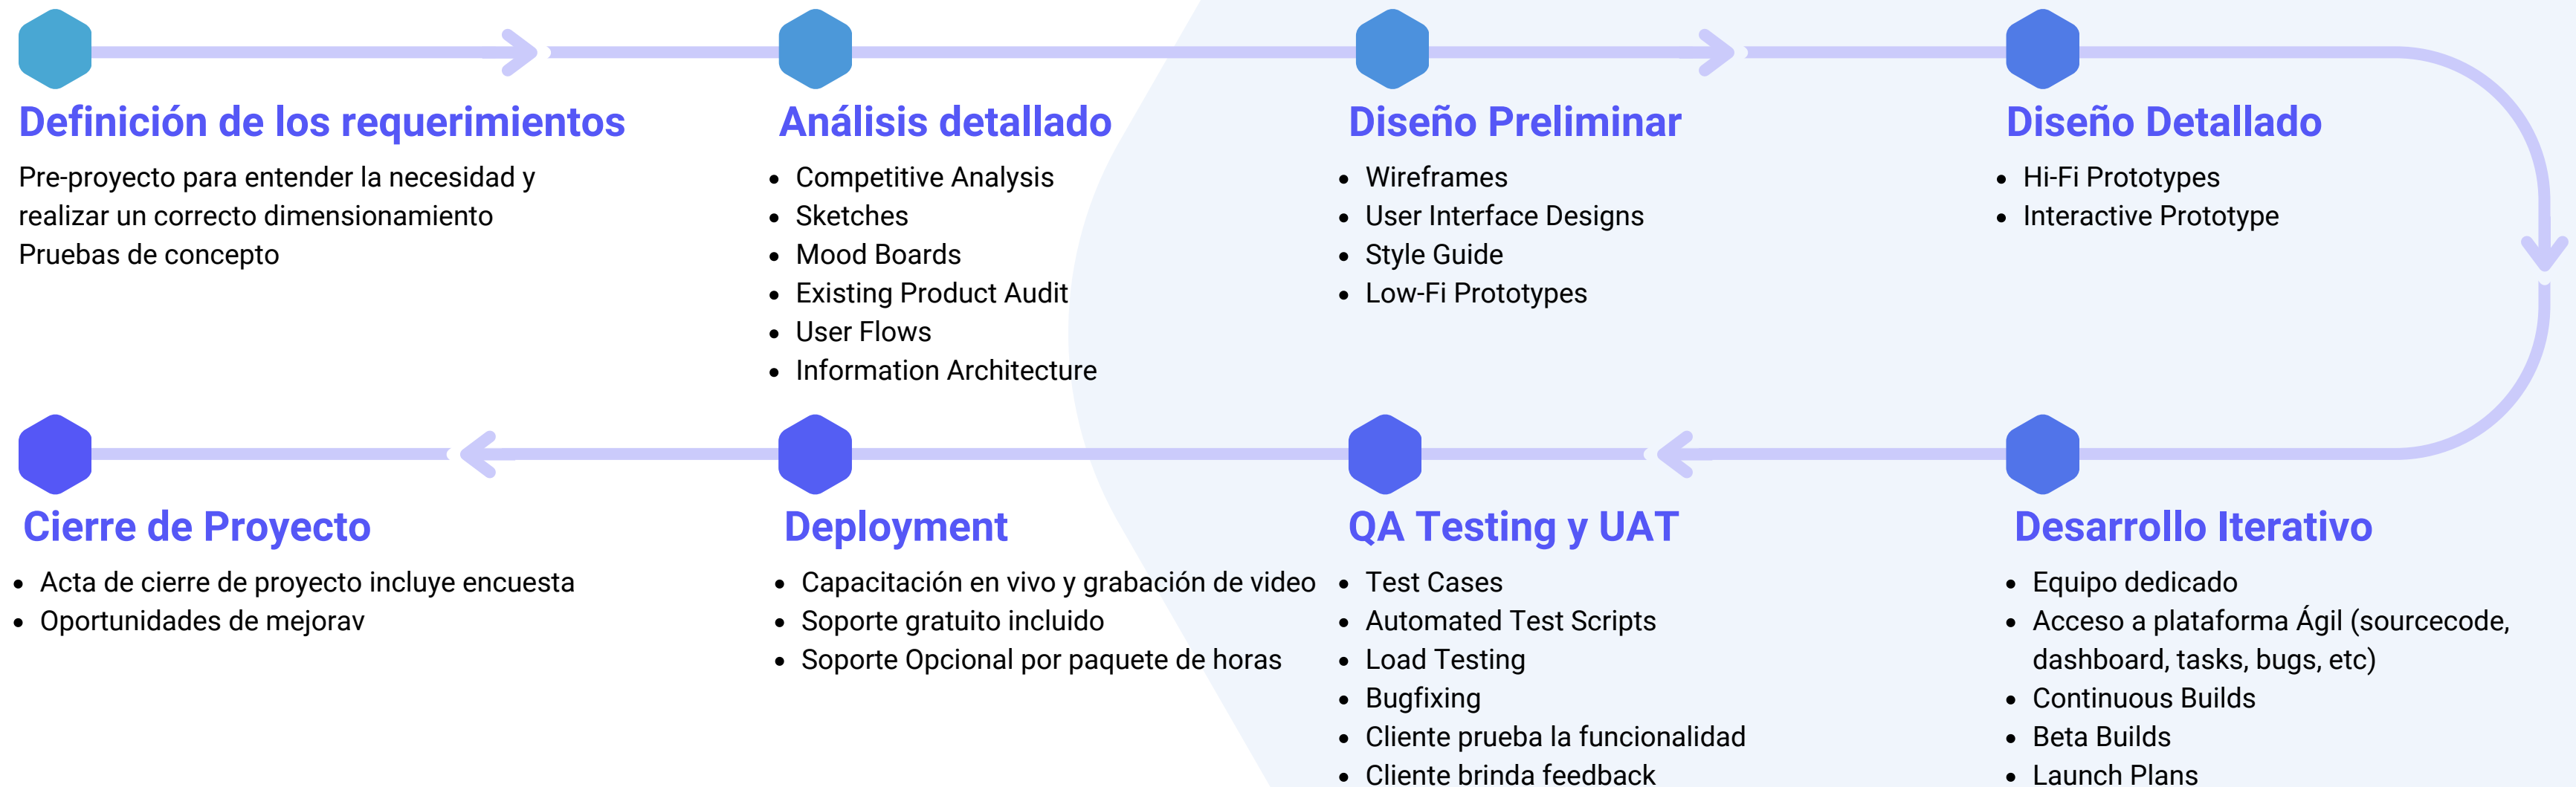 Definición de los requerimientos
Pre-proyecto para entender la necesidad y
realizar un correcto dimensionamiento
Pruebas de concepto
Análisis detallado
• Competitive Analysis
• Sketches
• Mood Boards
• Existing Product Audit
• User Flows
• Information Architecture
Diseño Preliminar
• Wireframes
• User Interface Designs
• Style Guide
• Low-Fi Prototypes
Diseño Detallado
• Hi-Fi Prototypes
• Interactive Prototype
Desarrollo Iterativo
• Equipo dedicado
• Acceso a plataforma Ágil (sourcecode,
dashboard, tasks, bugs, etc)
• Continuous Builds
• Beta Builds
• Launch Plans
QA Testing y UAT
• Test Cases
• Automated Test Scripts
• Load Testing
• Bugfixing
• Cliente prueba la funcionalidad
• Cliente brinda feedback
Deployment
• Capacitación en vivo y grabación de video
• Soporte gratuito incluido
• Soporte Opcional por paquete de horas
Cierre de Proyecto
• Acta de cierre de proyecto incluye encuesta
• Oportunidades de mejorav